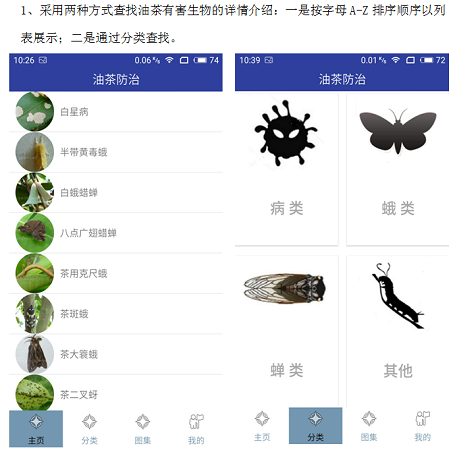 1、采用两种方式查找油茶有害生物的详情介绍：一是按字母A-Z排序顺序以列
表展示；二是通过分类查找。
10:26 0.06%  74
油茶防治
白星病
半带黄毒蛾
白蛾蜡蝉
八点广翅蜡蝉
茶用克尺蛾
茶斑蛾
茶大蓑蛾
茶二叉蚜
主页 分类 图集 我的
10:39 0.01% 72
油茶防治
病 类 蛾 类
蝉 类 其他
主页 分类 图集 我的